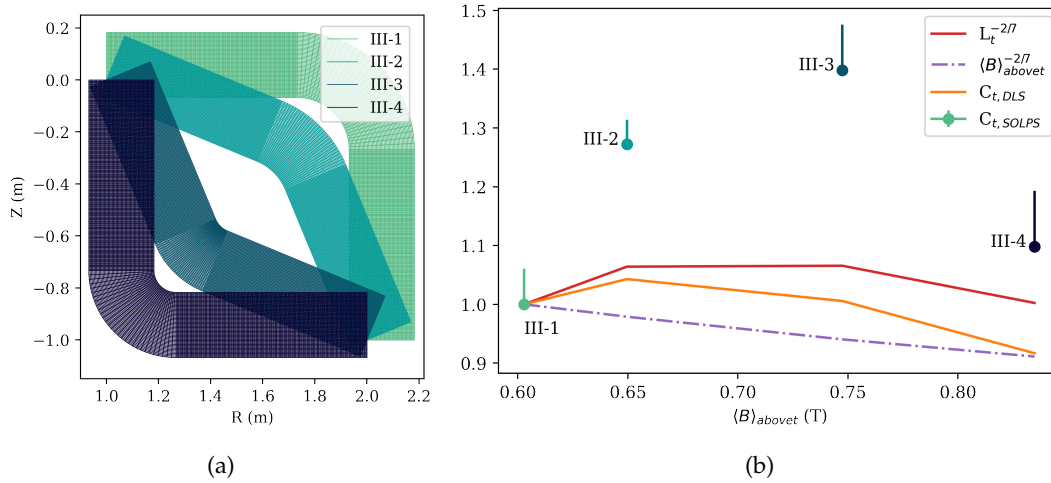 0.2
0.0
−0.2
−0.4
−0.6
−0.8
−1.0
Z (m)
1.0 1.2 1.4 1.6 1.8 2.0 2.2
R (m)
III-1
III-2
III-3
III-4
(a)
1.5
1.4
1.3
1.2
1.1
1.0
0.9
0.60 0.65 0.70 0.75 0.80
⟨B⟩abovet (T)
III-3
III-2
III-4
III-1
L_t^{−2/7}
⟨B⟩_{abovet}^{−2/7}
C_{t, DLS}
C_{t, SOLPS}
(b)